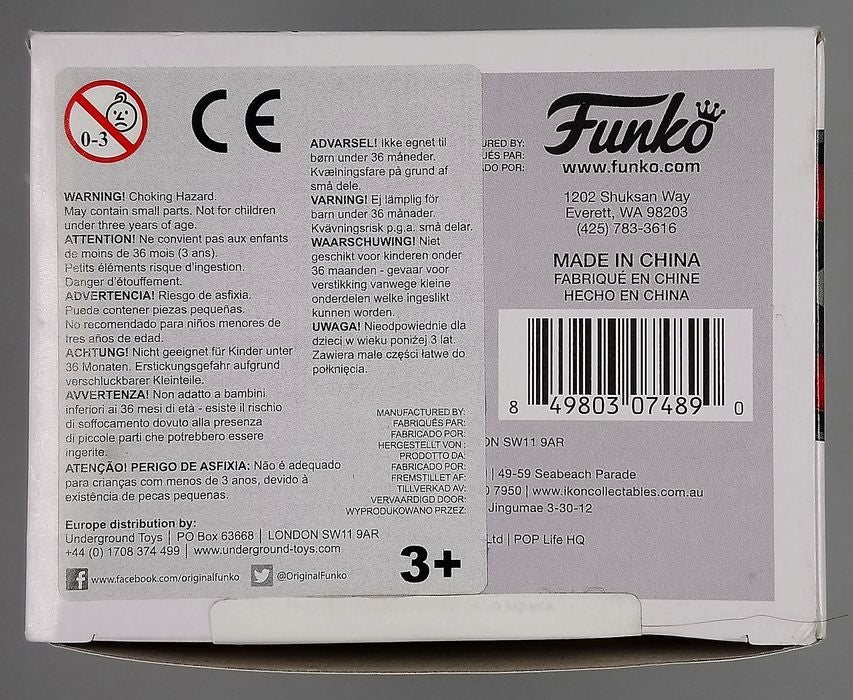 0-3
CE
WARNING! Choking Hazard.
May contain small parts. Not for children
under three years of age.
ATTENTION! Ne convient pas aux enfants
de moins de 36 mois (3 ans).
Petits éléments risque d'ingestion.
Danger d'étouffement.
ADVERTENCIA! Riesgo de asfixia.
Puede contener piezas pequeñas.
No recomendado para niños menores de
tres años de edad.
ACHTUNG! Nicht geeignet für Kinder unter
36 Monaten. Erstickungsgefahr aufgrund
verschluckbarer Kleinteile.
AVVERTENZA! Non adatto a bambini
inferiori ai 36 mesi di età - esiste il rischio
di soffocamento dovuto alla presenza
di piccole parti che potrebbero essere
ingerite.
ATENÇÃO! PERIGO DE ASFIXIA: Não é adequado
para crianças com menos de 3 anos, devido à
existência de pecas pequenas.
ADVARSEL! Ikke egnet til
børn under 36 måneder.
Kvælningsfare på grund af
små dele.
VARNING! Ej lämplig för
barn under 36 månader.
Kvävningsrisk p.g.a. små delar.
WAARSCHUWING! Niet
geschikt voor kinderen onder
36 maanden - gevaar voor
verstikking vanwege kleine
onderdelen welke ingeslikt
kunnen worden.
UWAGA! Nieodpowiednie dla
dzieci w wieku poniżej 3 lat.
Zawiera małe części łatwe do
połknięcia.
MANUFACTURED BY:
FABRIQUÉS PAR:
FABRICADO POR:
HERGESTELLT VON :
PRODOTTO DA:
FABRICADO POR:
FREMSTILLET AF:
TILLVERKAD AV:
VERVAARDIGD DOOR:
WYPRODUKOWANO PRZEZ:
Europe distribution by:
Underground Toys | PO Box 63668 | LONDON SW11 9AR
+44 (0) 1708 374 499 | www.underground-toys.com
www.facebook.com/originalfunko @OriginalFunko
3+
URED BY:
UÉS PAR:
DO POR:
Funko
www.funko.com
1202 Shuksan Way
Everett, WA 98203
(425) 783-3616
MADE IN CHINA
FABRIQUÉ EN CHINE
HECHO EN CHINA
8 49803 07489 0
ON SW11 9AR
| 49-59 Seabeach Parade
0 7950 | www.ikoncollectables.com.au
Jingumae 3-30-12
Ltd | POP Life HQ